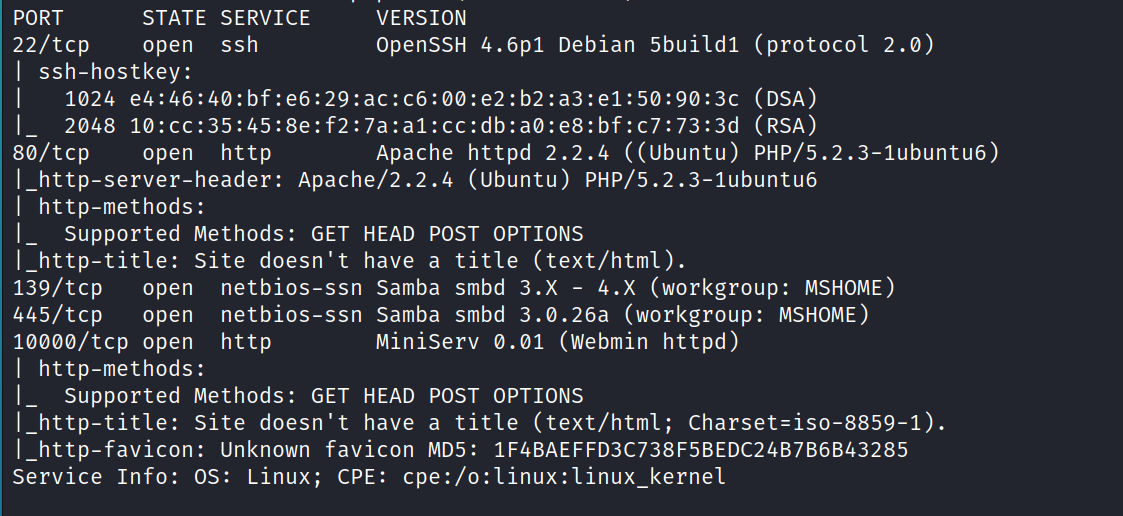 PORT      STATE SERVICE     VERSION
22/tcp    open  ssh         OpenSSH 4.6p1 Debian 5build1 (protocol 2.0)
| ssh-hostkey:
|   1024 e4:46:40:bf:e6:29:ac:c6:00:e2:b2:a3:e1:50:90:3c (DSA)
|_  2048 10:cc:35:45:8e:f2:7a:a1:cc:db:a0:e8:bf:c7:73:3d (RSA)
80/tcp    open  http        Apache httpd 2.2.4 ((Ubuntu) PHP/5.2.3-1ubuntu6)
|_http-server-header: Apache/2.2.4 (Ubuntu) PHP/5.2.3-1ubuntu6
| http-methods:
|_  Supported Methods: GET HEAD POST OPTIONS
|_http-title: Site doesn't have a title (text/html).
139/tcp   open  netbios-ssn Samba smbd 3.X - 4.X (workgroup: MSHOME)
445/tcp   open  netbios-ssn Samba smbd 3.0.26a (workgroup: MSHOME)
10000/tcp open  http        MiniServ 0.01 (Webmin httpd)
| http-methods:
|_  Supported Methods: GET HEAD POST OPTIONS
|_http-title: Site doesn't have a title (text/html; Charset=iso-8859-1).
|_http-favicon: Unknown favicon MD5: 1F4BAEFFD3C738F5BEDC24B7B6B43285
Service Info: OS: Linux; CPE: cpe:/o:linux:linux_kernel